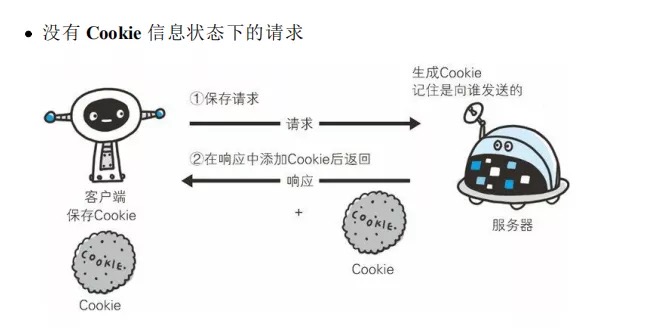 没有 Cookie 信息状态下的请求
生成Cookie
记住是向谁发送的
①保存请求
请求
②在响应中添加Cookie后返回
响应
客户端
保存Cookie
+
COOKIE
服务器
COOKIE
Cookie
Cookie